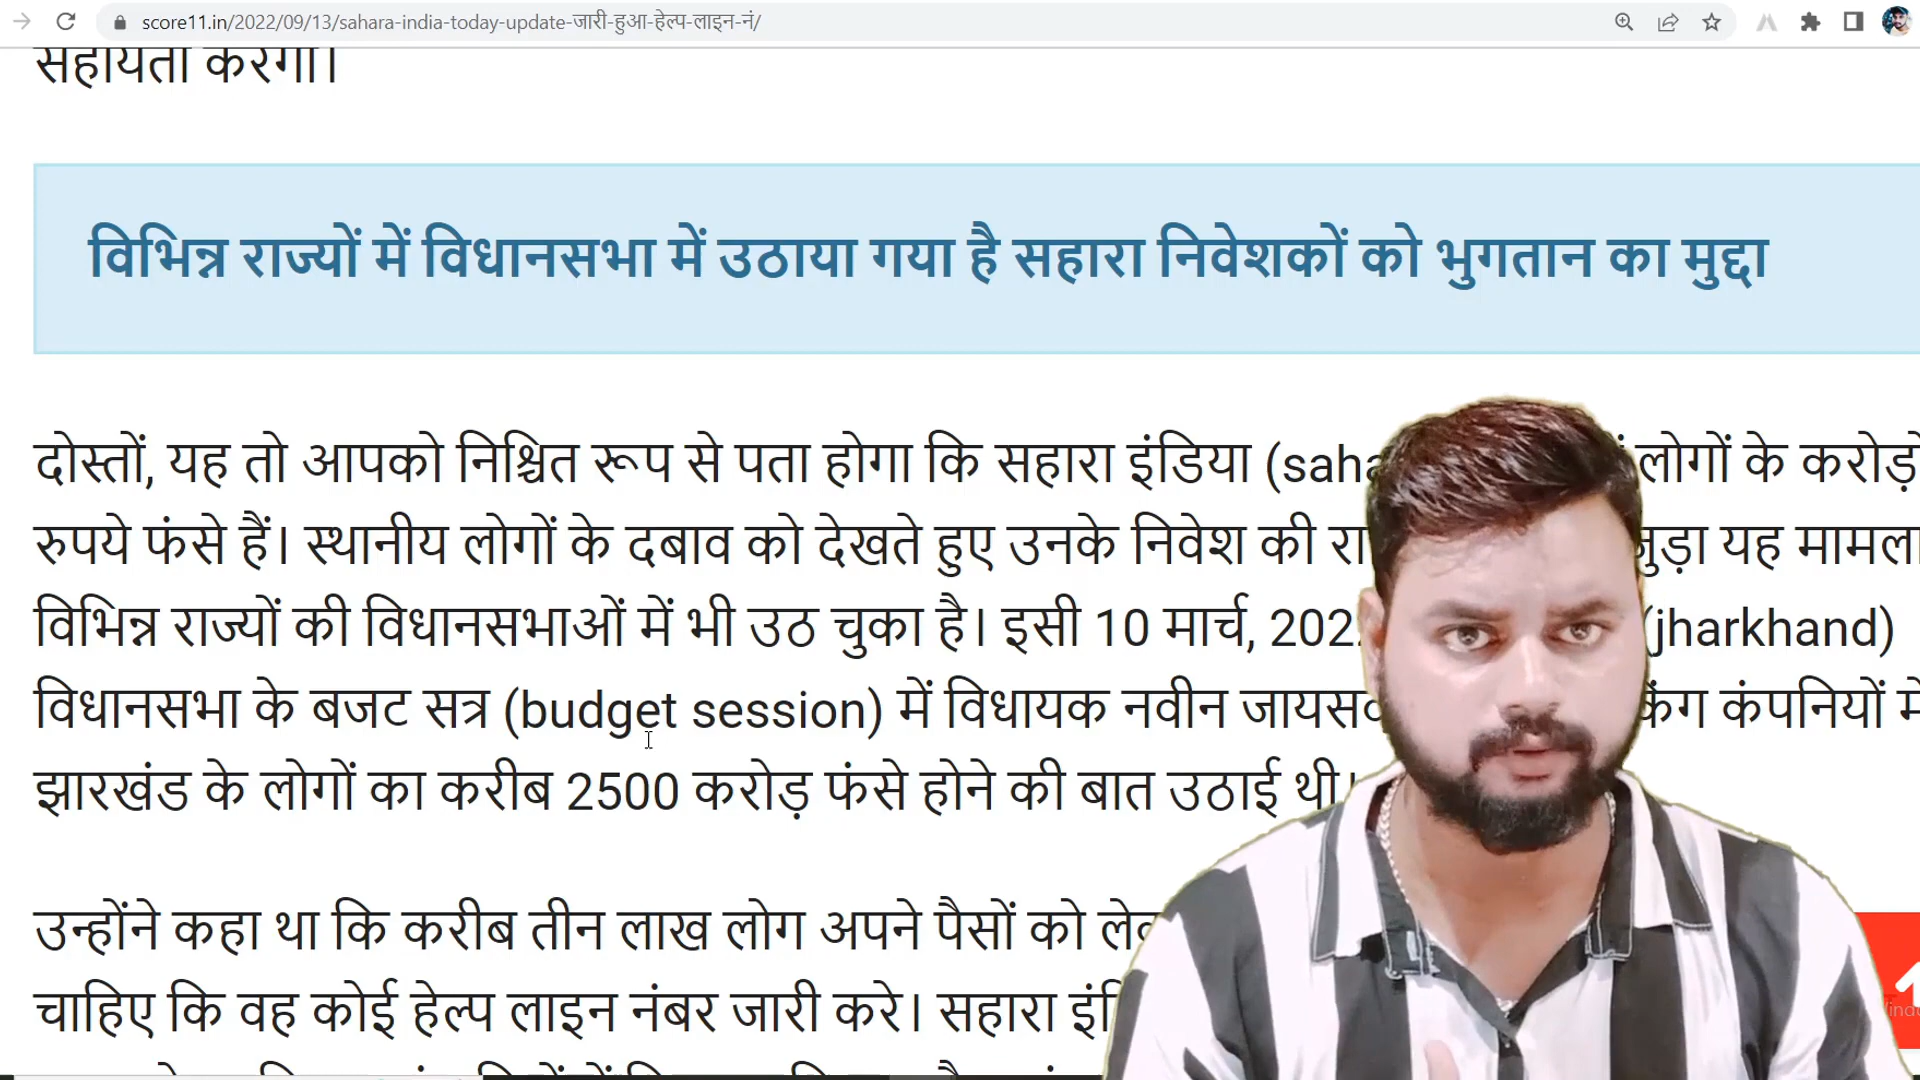 score11.in/2022/09/13/sahara-india-today-update-जारी-हुआ-हेल्प-लाइन-नं/
सहायता करेगी।
विभिन्न राज्यों में विधानसभा में उठाया गया है सहारा निवेशकों को भुगतान का मुद्दा
दोस्तों, यह तो आपको निश्चित रूप से पता होगा कि सहारा इंडिया लोगों के करोड़ों
रुपये फंसे हैं। स्थानीय लोगों के दबाव को देखते हुए उनके निवेश की जुड़ा यह मामला
विभिन्न राज्यों की विधानसभाओं में भी उठ चुका है। इसी 10 मार्च, (jharkhand)
विधानसभा के बजट सत्र (budget session) में विधायक नवीन कंपनियों में
झारखंड के लोगों का करीब 2500 करोड़ फंसे होने की बात उठाई थी।
उन्होंने कहा था कि करीब तीन लाख लोग अपने पैसों को
चाहिए कि वह कोई हेल्प लाइन नंबर जारी करे। सहारा